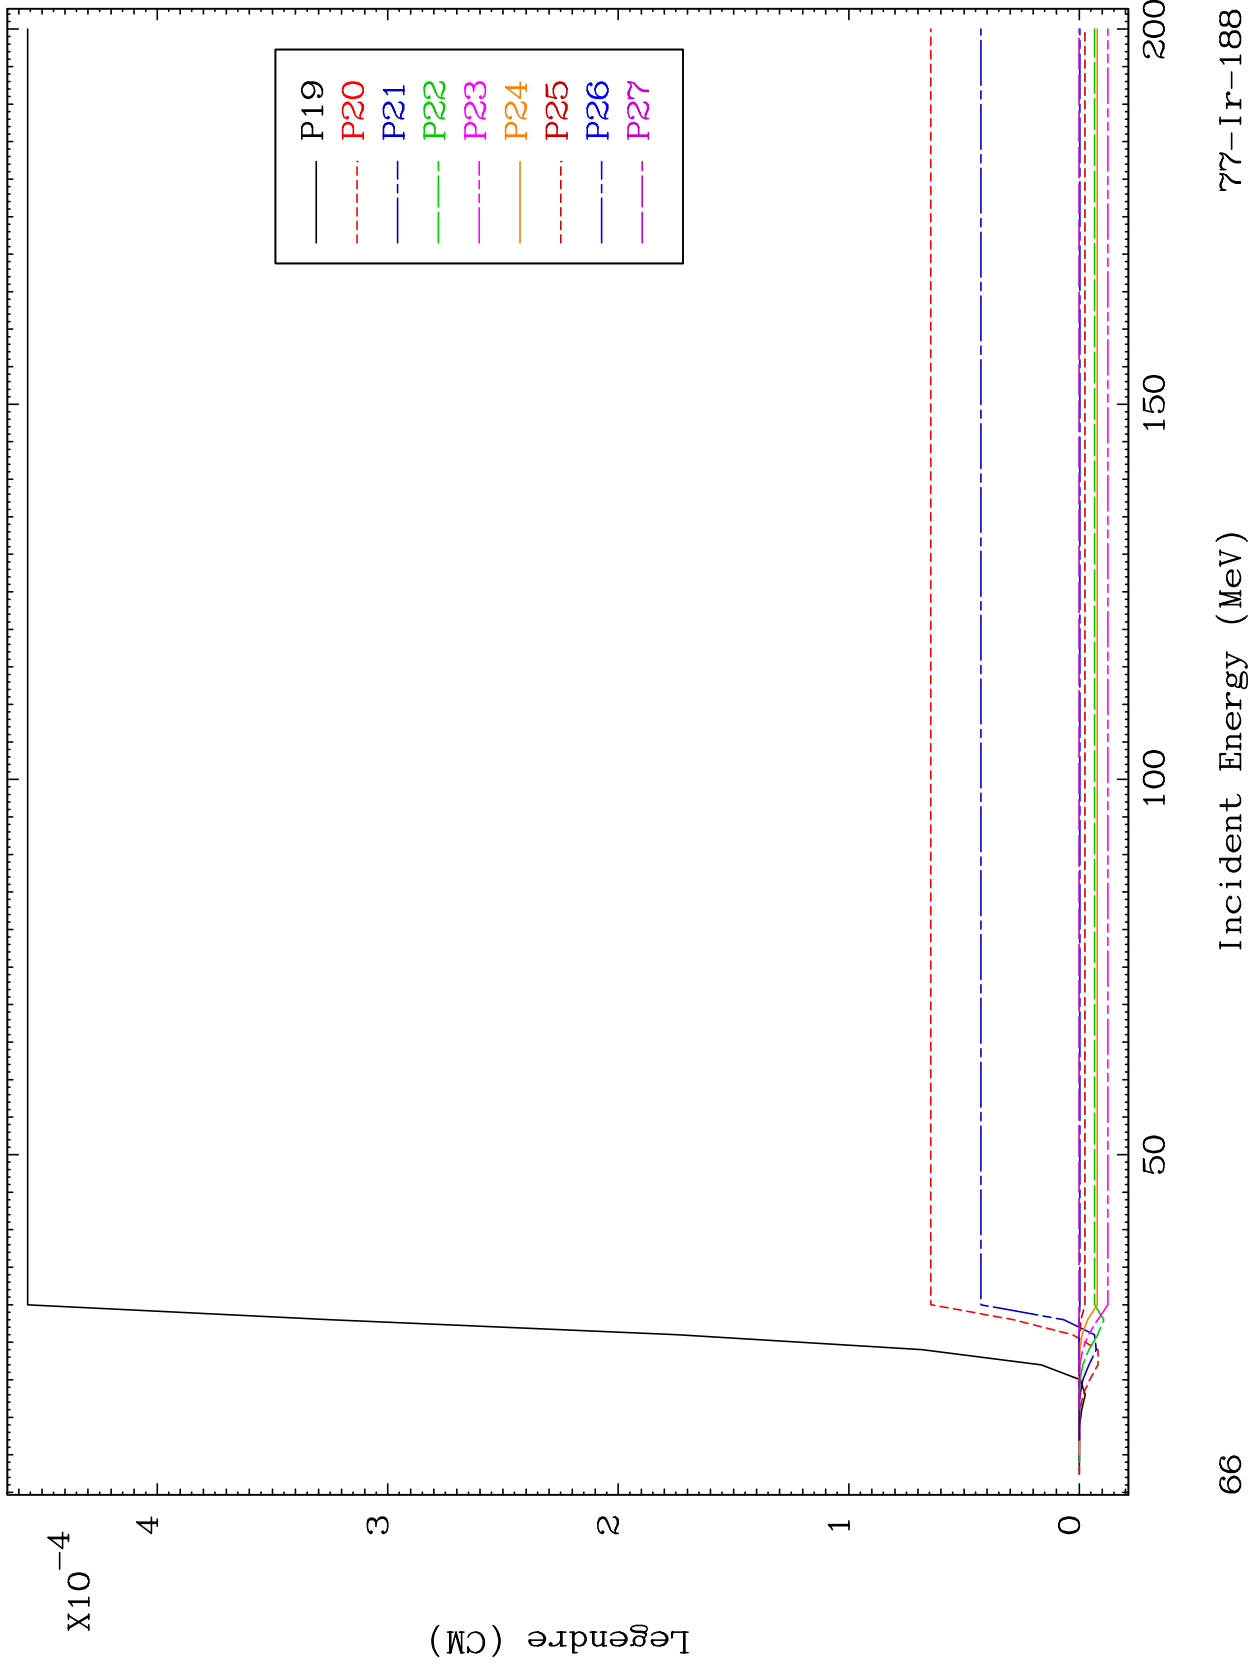 X10-4
Legendre (CM)
4
3
2
1
0
P19
P20
P21
P22
P23
P24
P25
P26
P27
50
100
150
200
Incident Energy (MeV)
66
77-Ir-188